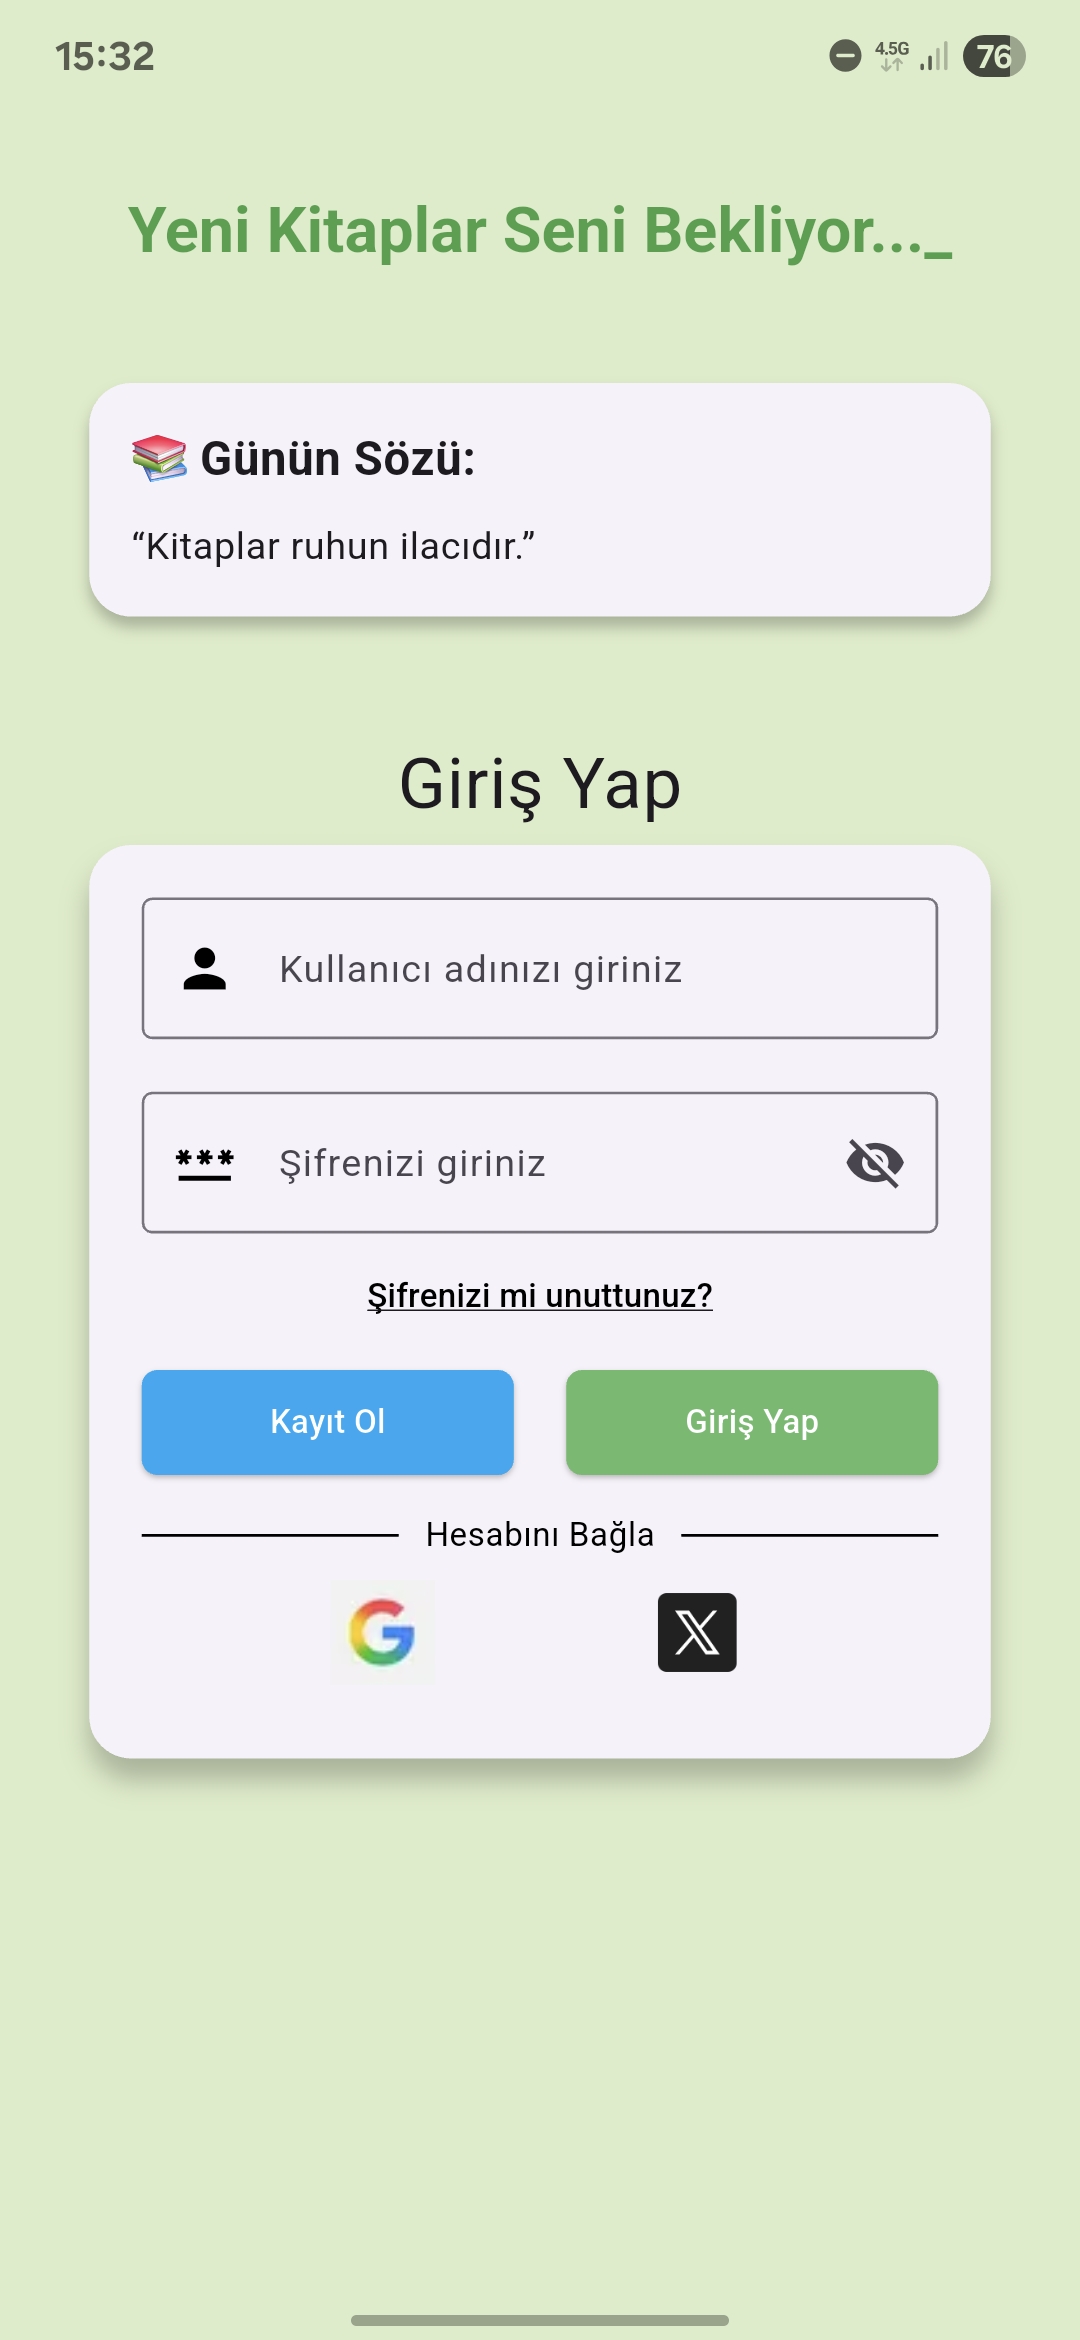 15:32
4.5G
76
Yeni Kitaplar Seni Bekliyor..._
Günün Sözü:
“Kitaplar ruhun ilacıdır.”
Giriş Yap
Kullanıcı adınızı giriniz
*** Şifrenizi giriniz
Şifrenizi mi unuttunuz?
Kayıt Ol
Giriş Yap
Hesabını Bağla
G
X